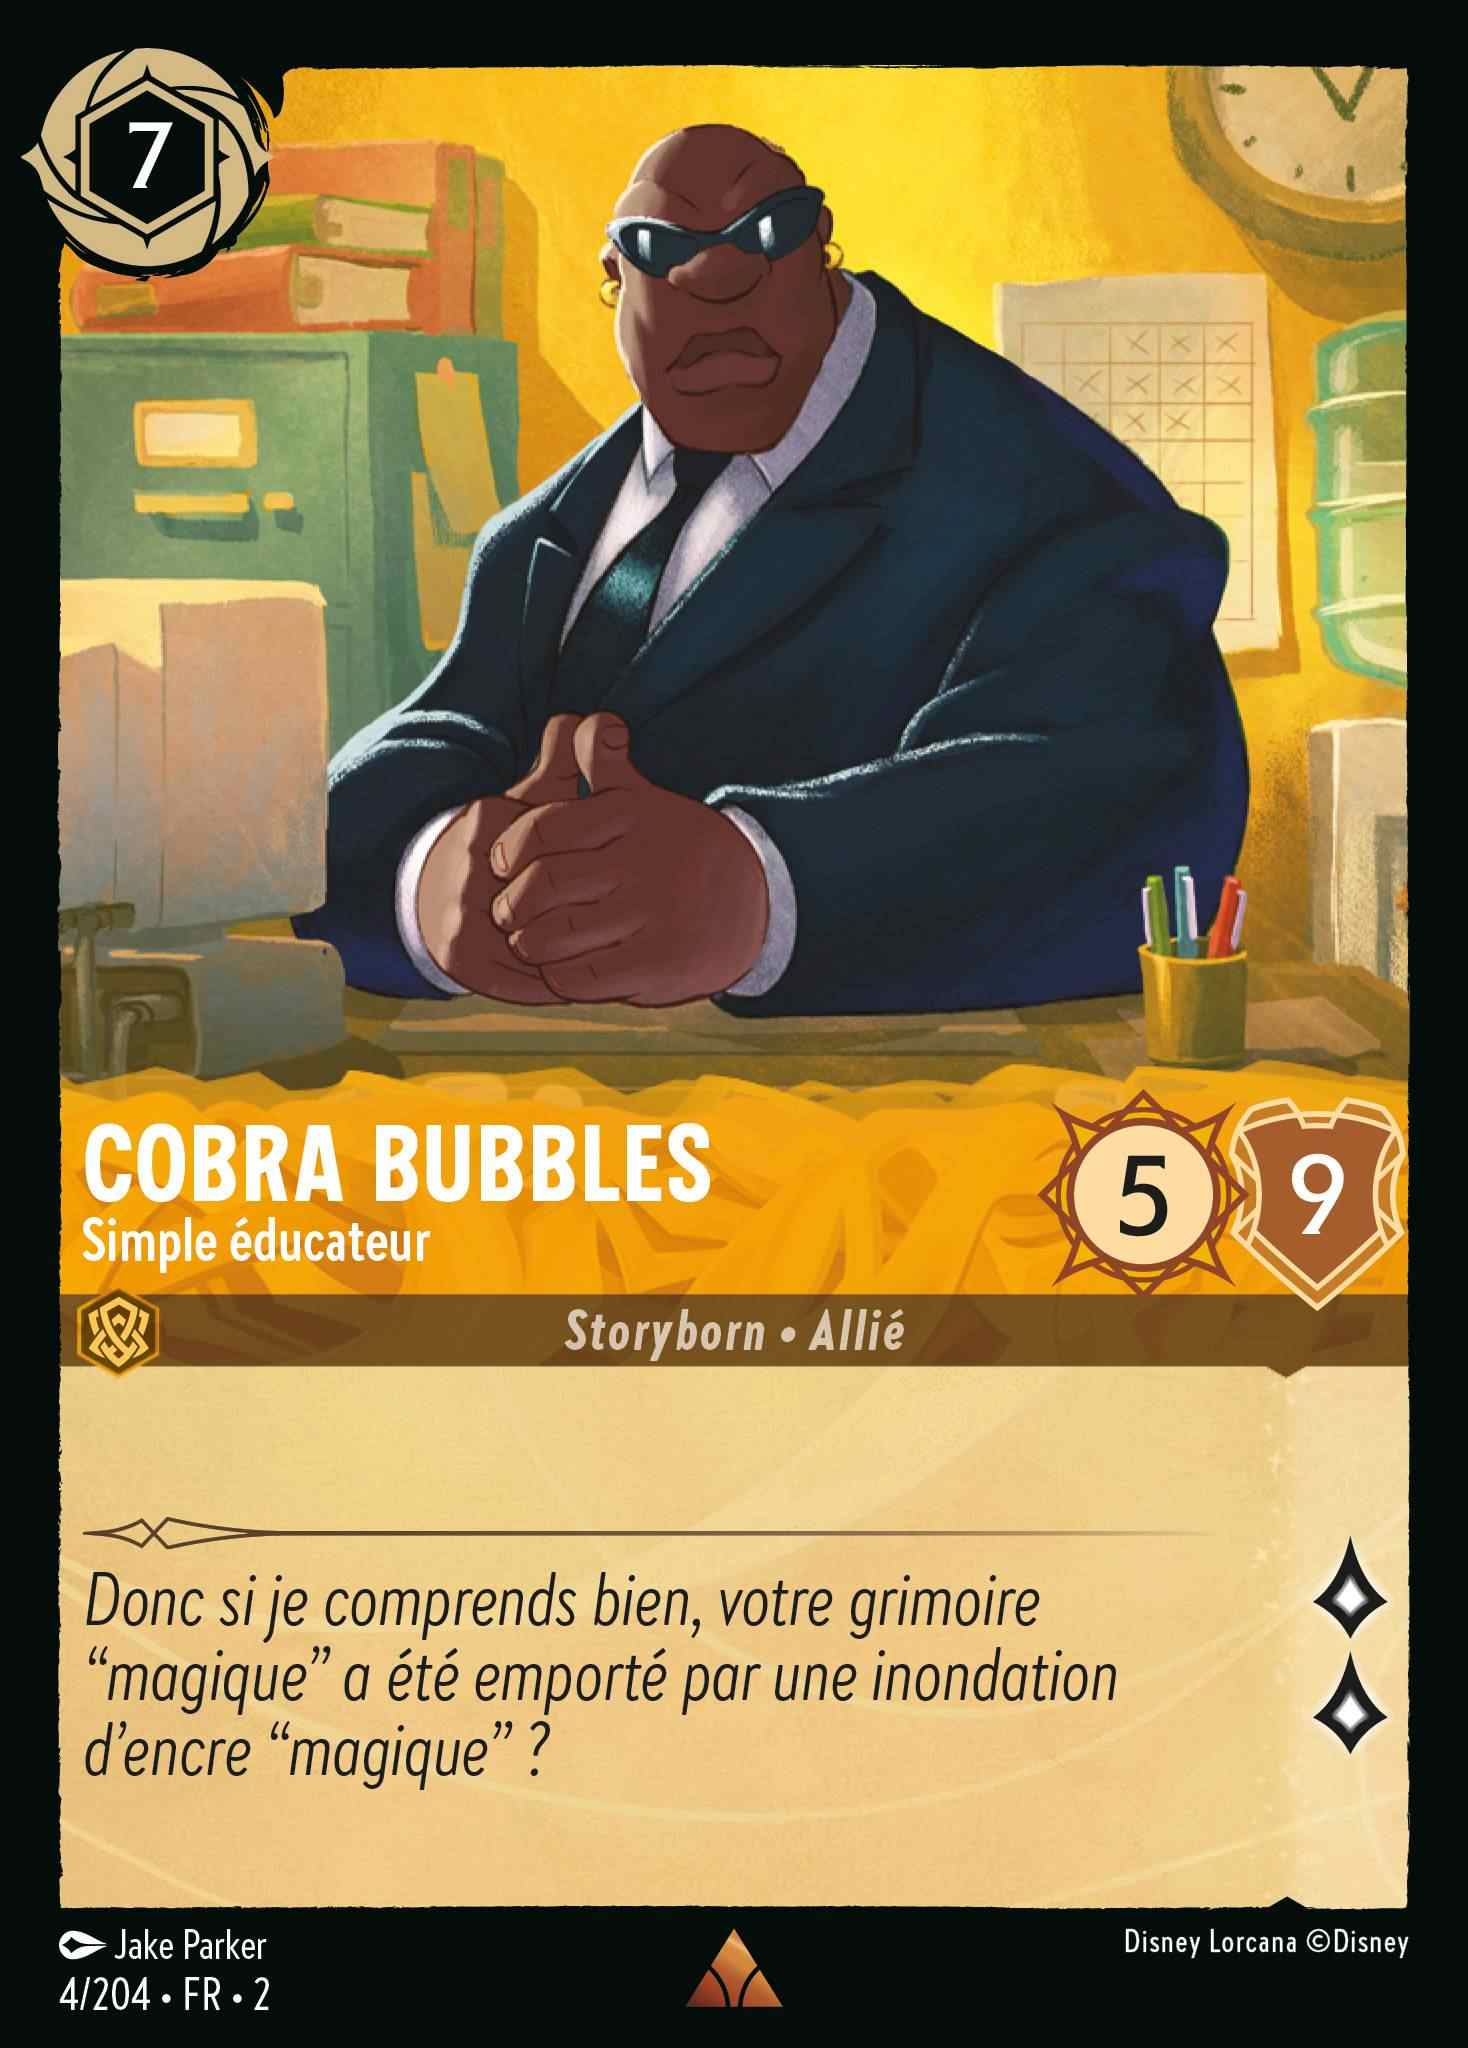 7
COBRA BUBBLES
Simple éducateur
5
9
Storyborn • Allié
Donc si je comprends bien, votre grimoire
“magique” a été emporté par une inondation
d’encre “magique” ?
Jake Parker
4/204 • FR • 2
Disney Lorcana ©Disney